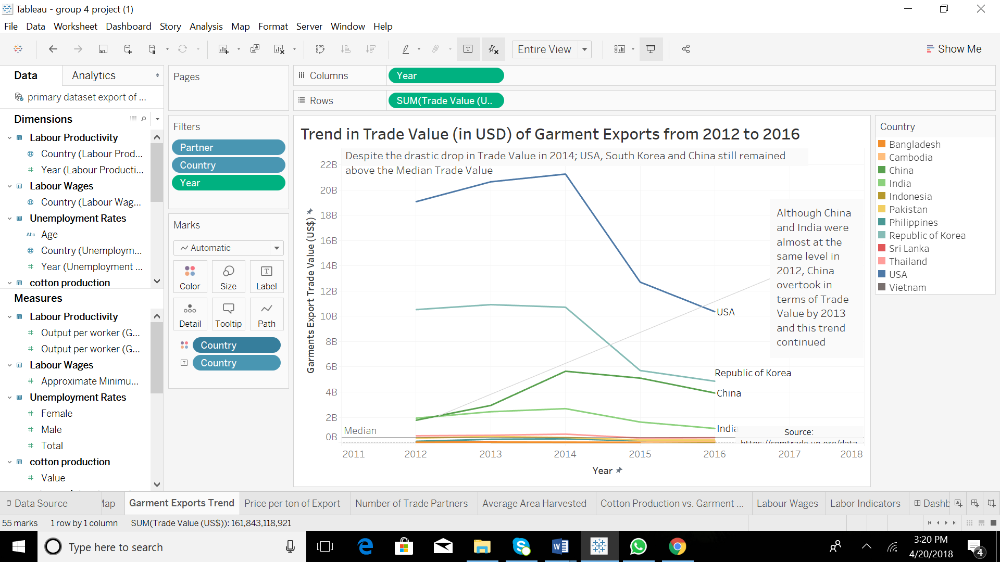 Tableau - group 4 project (1)
File Data Worksheet Dashboard Story Analysis Map Format Server Window Help
Entire View
Show Me
Data Analytics
primary dataset export of ...
Dimensions
Labour Productivity
Country (Labour Prod...
Year (Labour Producti...
Labour Wages
Country (Labour Wag...
Unemployment Rates
Abc Age
Country (Unemploym...
Year (Unemployment ...
cotton production
Measures
Labour Productivity
Output per worker (G...
Output per worker (G...
Labour Wages
Approximate Minimu...
Unemployment Rates
Female
Male
Total
cotton production
Value
Pages
Filters
Partner
Country
Year
Marks
Automatic
Color Size Label
Detail Tooltip Path
Country
Country
Columns Year
Rows SUM(Trade Value (U..
Trend in Trade Value (in USD) of Garment Exports from 2012 to 2016
Despite the drastic drop in Trade Value in 2014; USA, South Korea and China still remained
above the Median Trade Value
Garments Export Trade Value (US$)
22B
20B
18B
16B
14B
12B
10B
8B
6B
4B
2B
0B
Median
USA
Republic of Korea
China
India
Although China
and India were
almost at the
same level in
2012, China
overtook in
terms of Trade
Value by 2013
and this trend
continued
Source:
https://comtrade.un.org/data
2011 2012 2013 2014 2015 2016 2017 2018
Year
Country
Bangladesh
Cambodia
China
India
Indonesia
Pakistan
Philippines
Republic of Korea
Sri Lanka
Thailand
USA
Vietnam
Data Source Map Garment Exports Trend Price per ton of Export Number of Trade Partners Average Area Harvested Cotton Production vs. Garment ... Labour Wages Labor Indicators Dashb
55 marks 1 row by 1 column SUM(Trade Value (US$)): 161,843,118,921
Type here to search
3:20 PM
4/20/2018
4